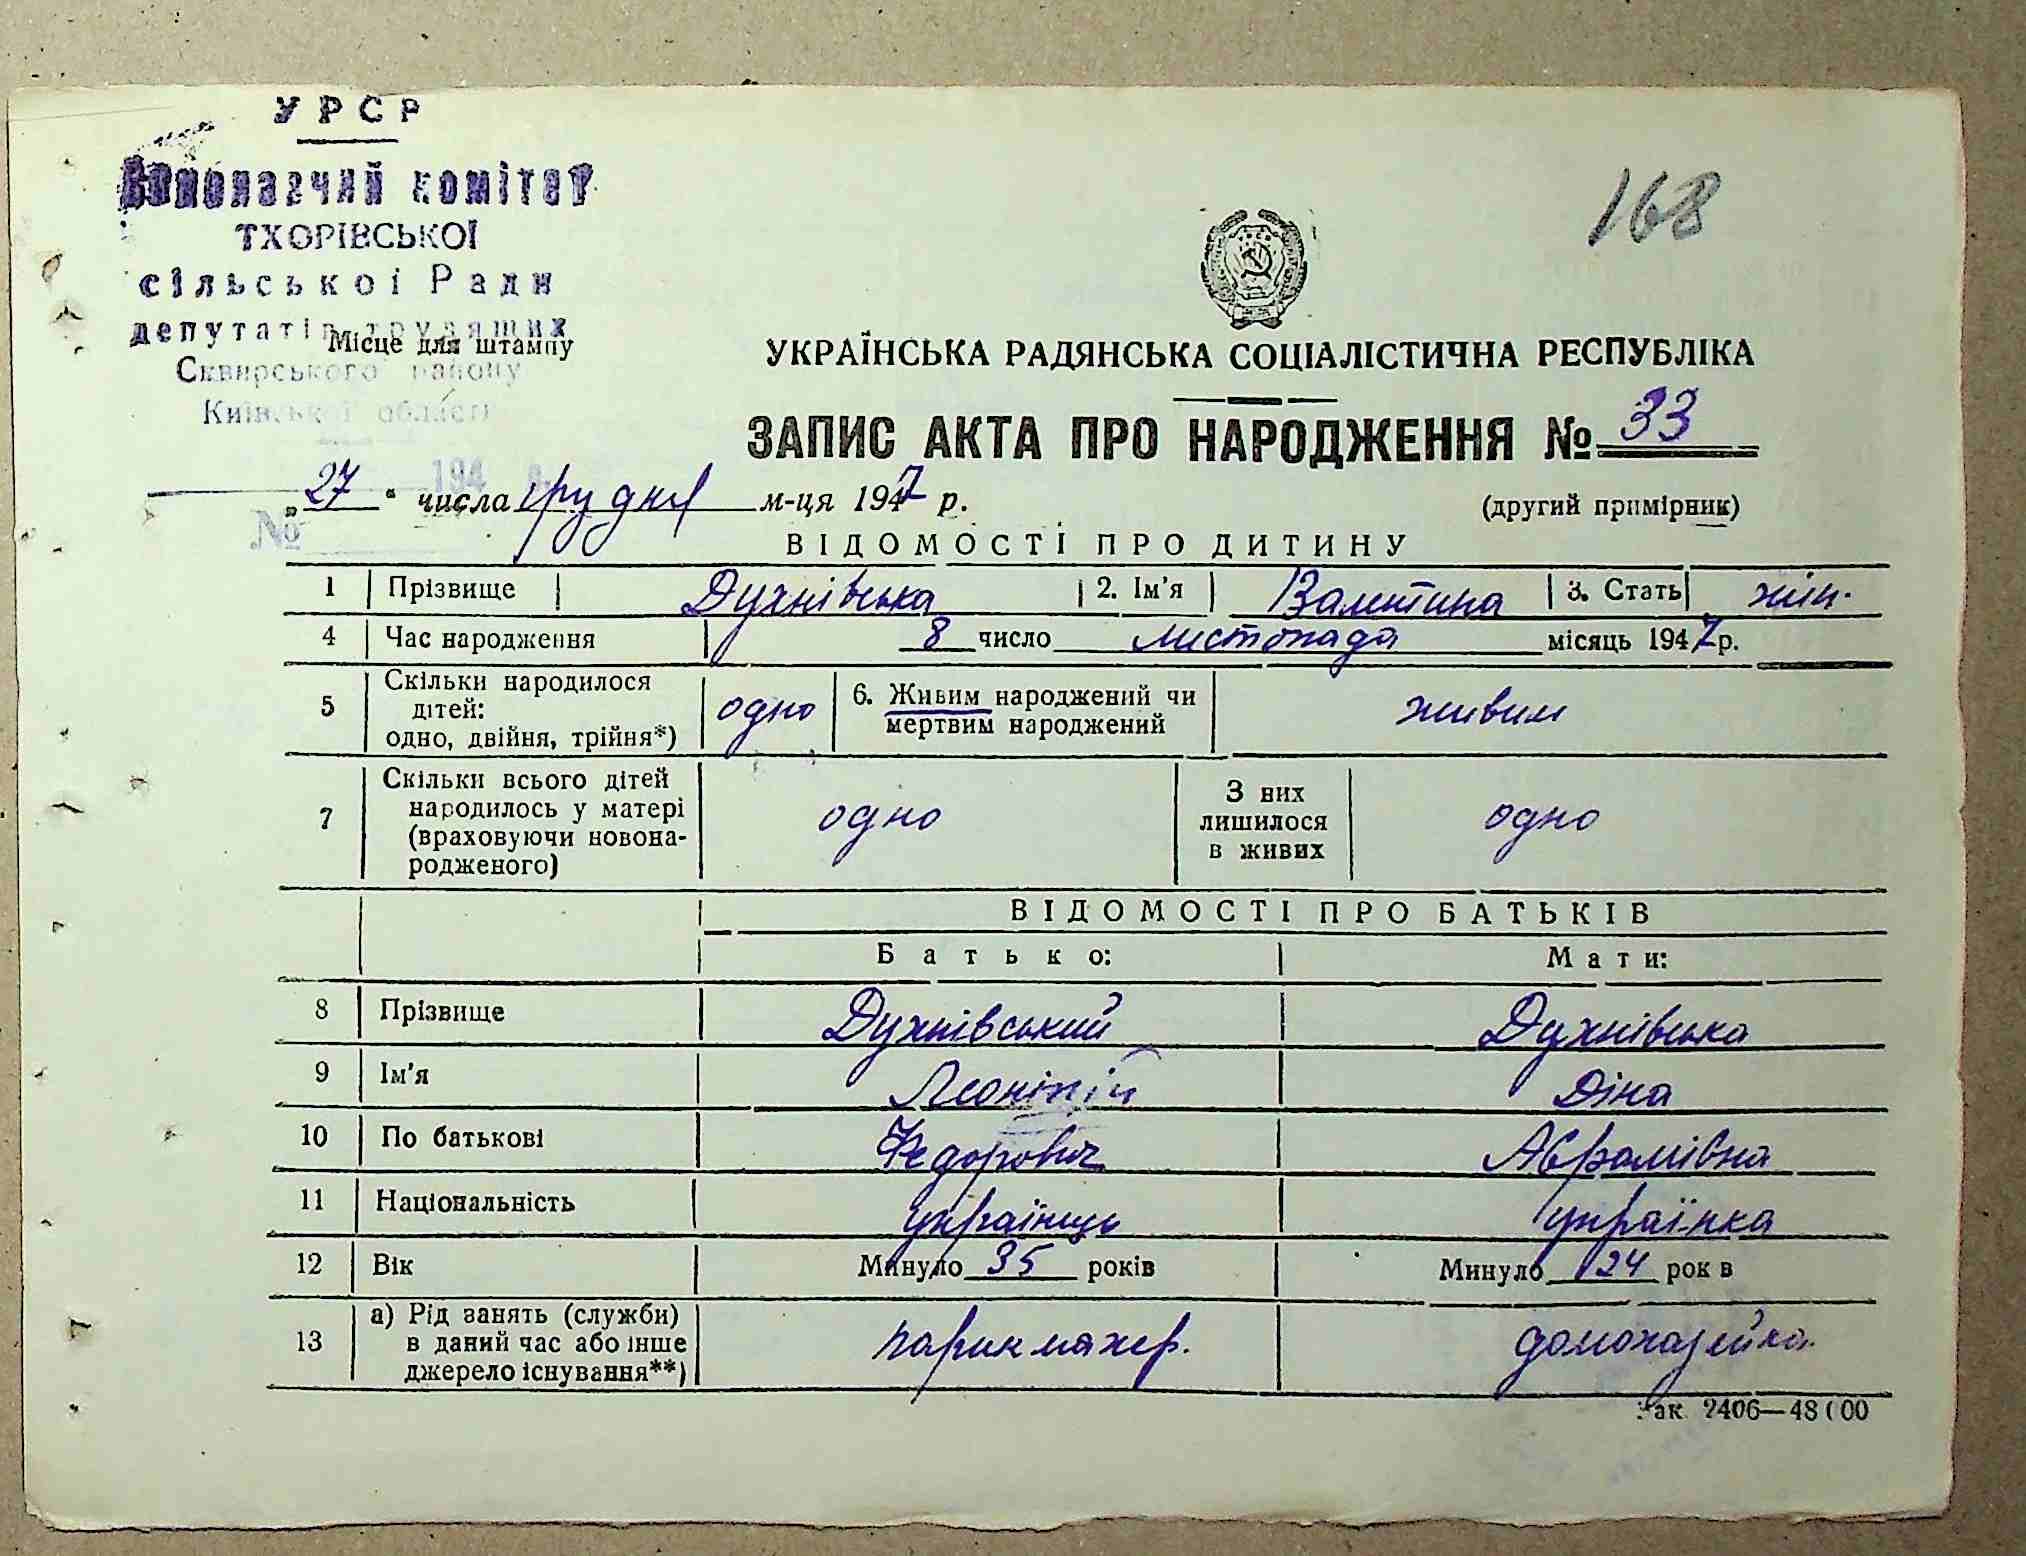 УРСР
Виконавчий комітет
ТХОРІВСЬКОЇ
сільської Ради
депутатів трудящих
Місце для штампу
Сквирського району
Київської області
194
№
168
УКРАЇНСЬКА РАДЯНСЬКА СОЦІАЛІСТИЧНА РЕСПУБЛІКА
ЗАПИС АКТА ПРО НАРОДЖЕННЯ № 33
„27“ числа грудня м-ця 1947 р.
(другий примірник)
ВІДОМОСТІ ПРО ДИТИНУ
1 Прізвище Духнівська 2. Ім'я Валентина 3. Стать жін.
4 Час народження 8 число листопада місяць 1947 р.
5 Скільки народилося дітей: одно, двійня, трійня*) одно 6. Живим народжений чи мертвим народжений живим
7 Скільки всього дітей народилось у матері (враховуючи новонародженого) одно З них лишилося в живих одно
ВІДОМОСТІ ПРО БАТЬКІВ
Батько: Мати:
8 Прізвище Духнівський Духнівська
9 Ім'я Діна
10 По батькові Федорович Абрамівна
11 Національність українць українка
12 Вік Минуло 35 років Минуло 24 рок в
13 а) Рід занять (служби) в даний час або інше джерело існування**) парикмахер. домохазяйка.
Зак 2406—48(00